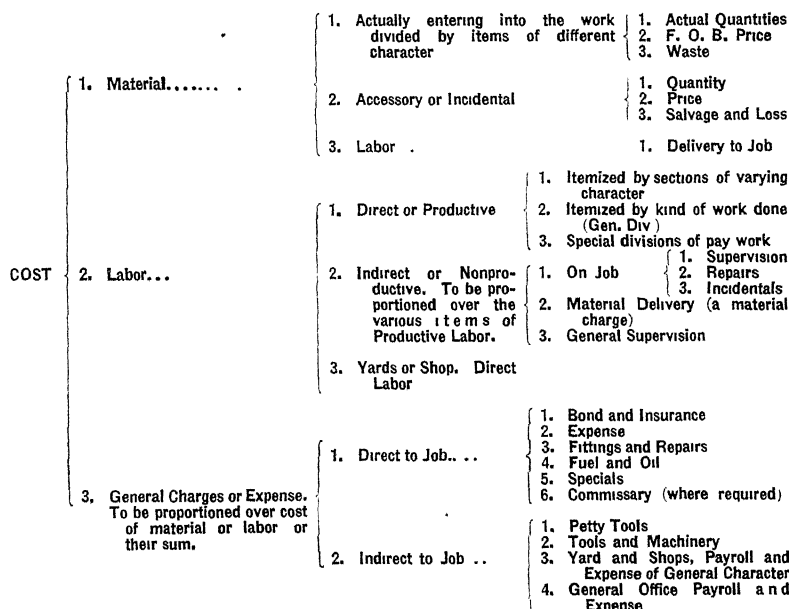 COST
1. Material....... .
1. Actually entering into the work
divided by items of different
character
1. Actual Quantities
2. F. O. B. Price
3. Waste
2. Accessory or Incidental
1. Quantity
2. Price
3. Salvage and Loss
3. Labor .
1. Delivery to Job
2. Labor...
1. Direct or Productive
1. Itemized by sections of varying
character
2. Itemized by kind of work done
(Gen. Div )
3. Special divisions of pay work
2. Indirect or Nonpro-
ductive. To be pro-
portioned over the
various items of
Productive Labor.
1. On Job
1. Supervision
2. Repairs
3. Incidentals
2. Material Delivery (a material
charge)
3. General Supervision
3. Yards or Shop. Direct
Labor
3. General Charges or Expense.
To be proportioned over cost
of material or labor or
their sum.
1. Direct to Job.. ..
1. Bond and Insurance
2. Expense
3. Fittings and Repairs
4. Fuel and Oil
5. Specials
6. Commissary (where required)
2. Indirect to Job ..
1. Petty Tools
2. Tools and Machinery
3. Yard and Shops, Payroll and
Expense of General Character
4. General Office Payroll and
Expense